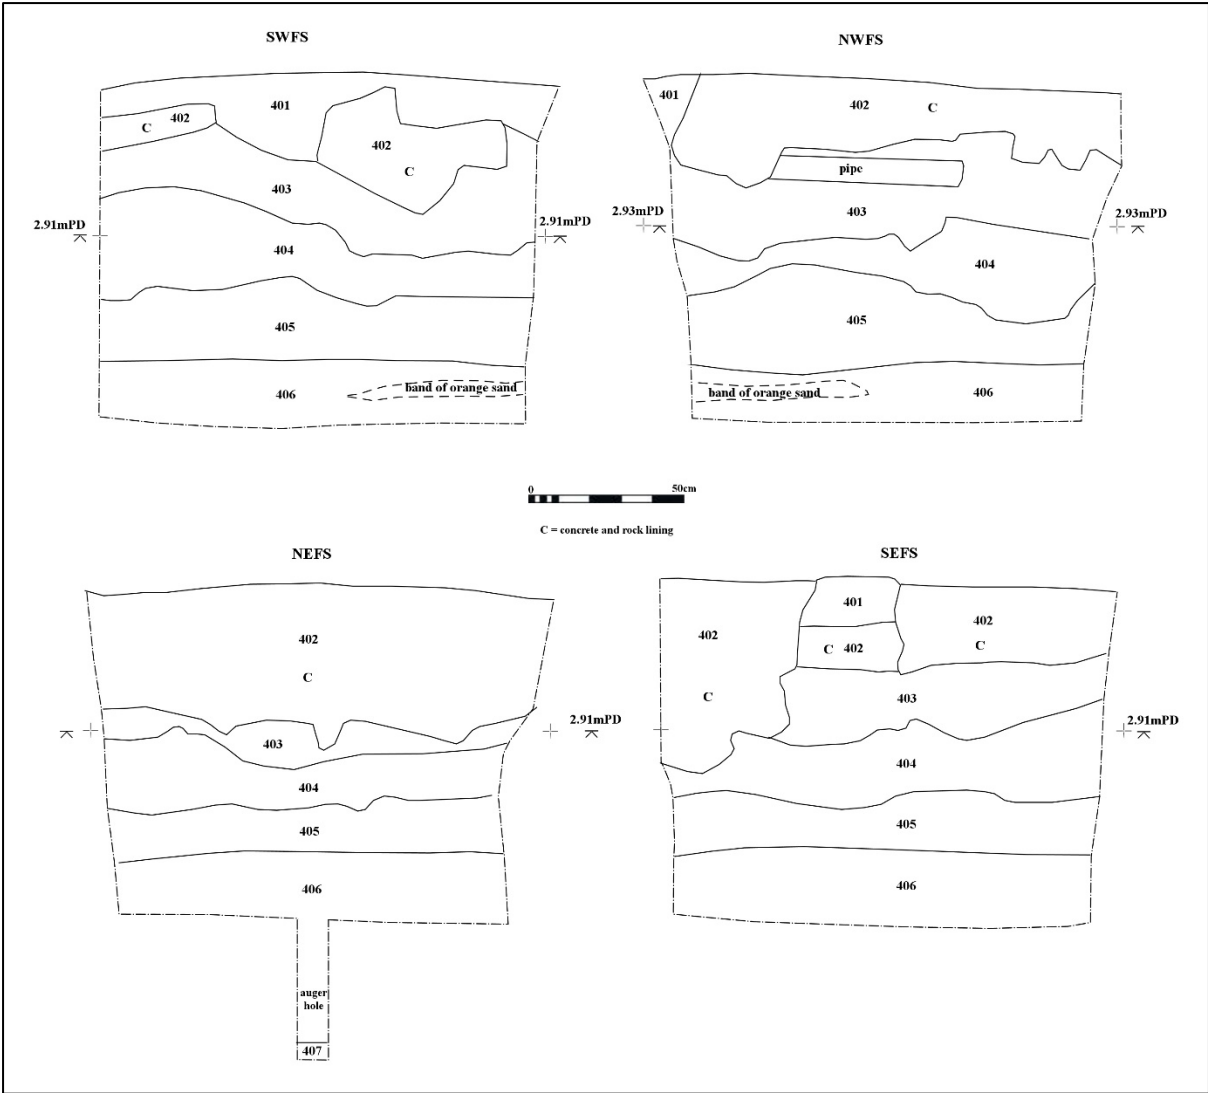 SWFS
401
402
C
402
C
403
2.91mPD
2.91mPD
404
405
406
band of orange sand
NWFS
401
402
C
pipe
403
2.93mPD
2.93mPD
404
405
band of orange sand
406
0
50cm
C = concrete and rock lining
NEFS
402
C
403
2.91mPD
404
405
406
auger
hole
407
SEFS
401
402
402
C
402
C
C
403
2.91mPD
404
405
406